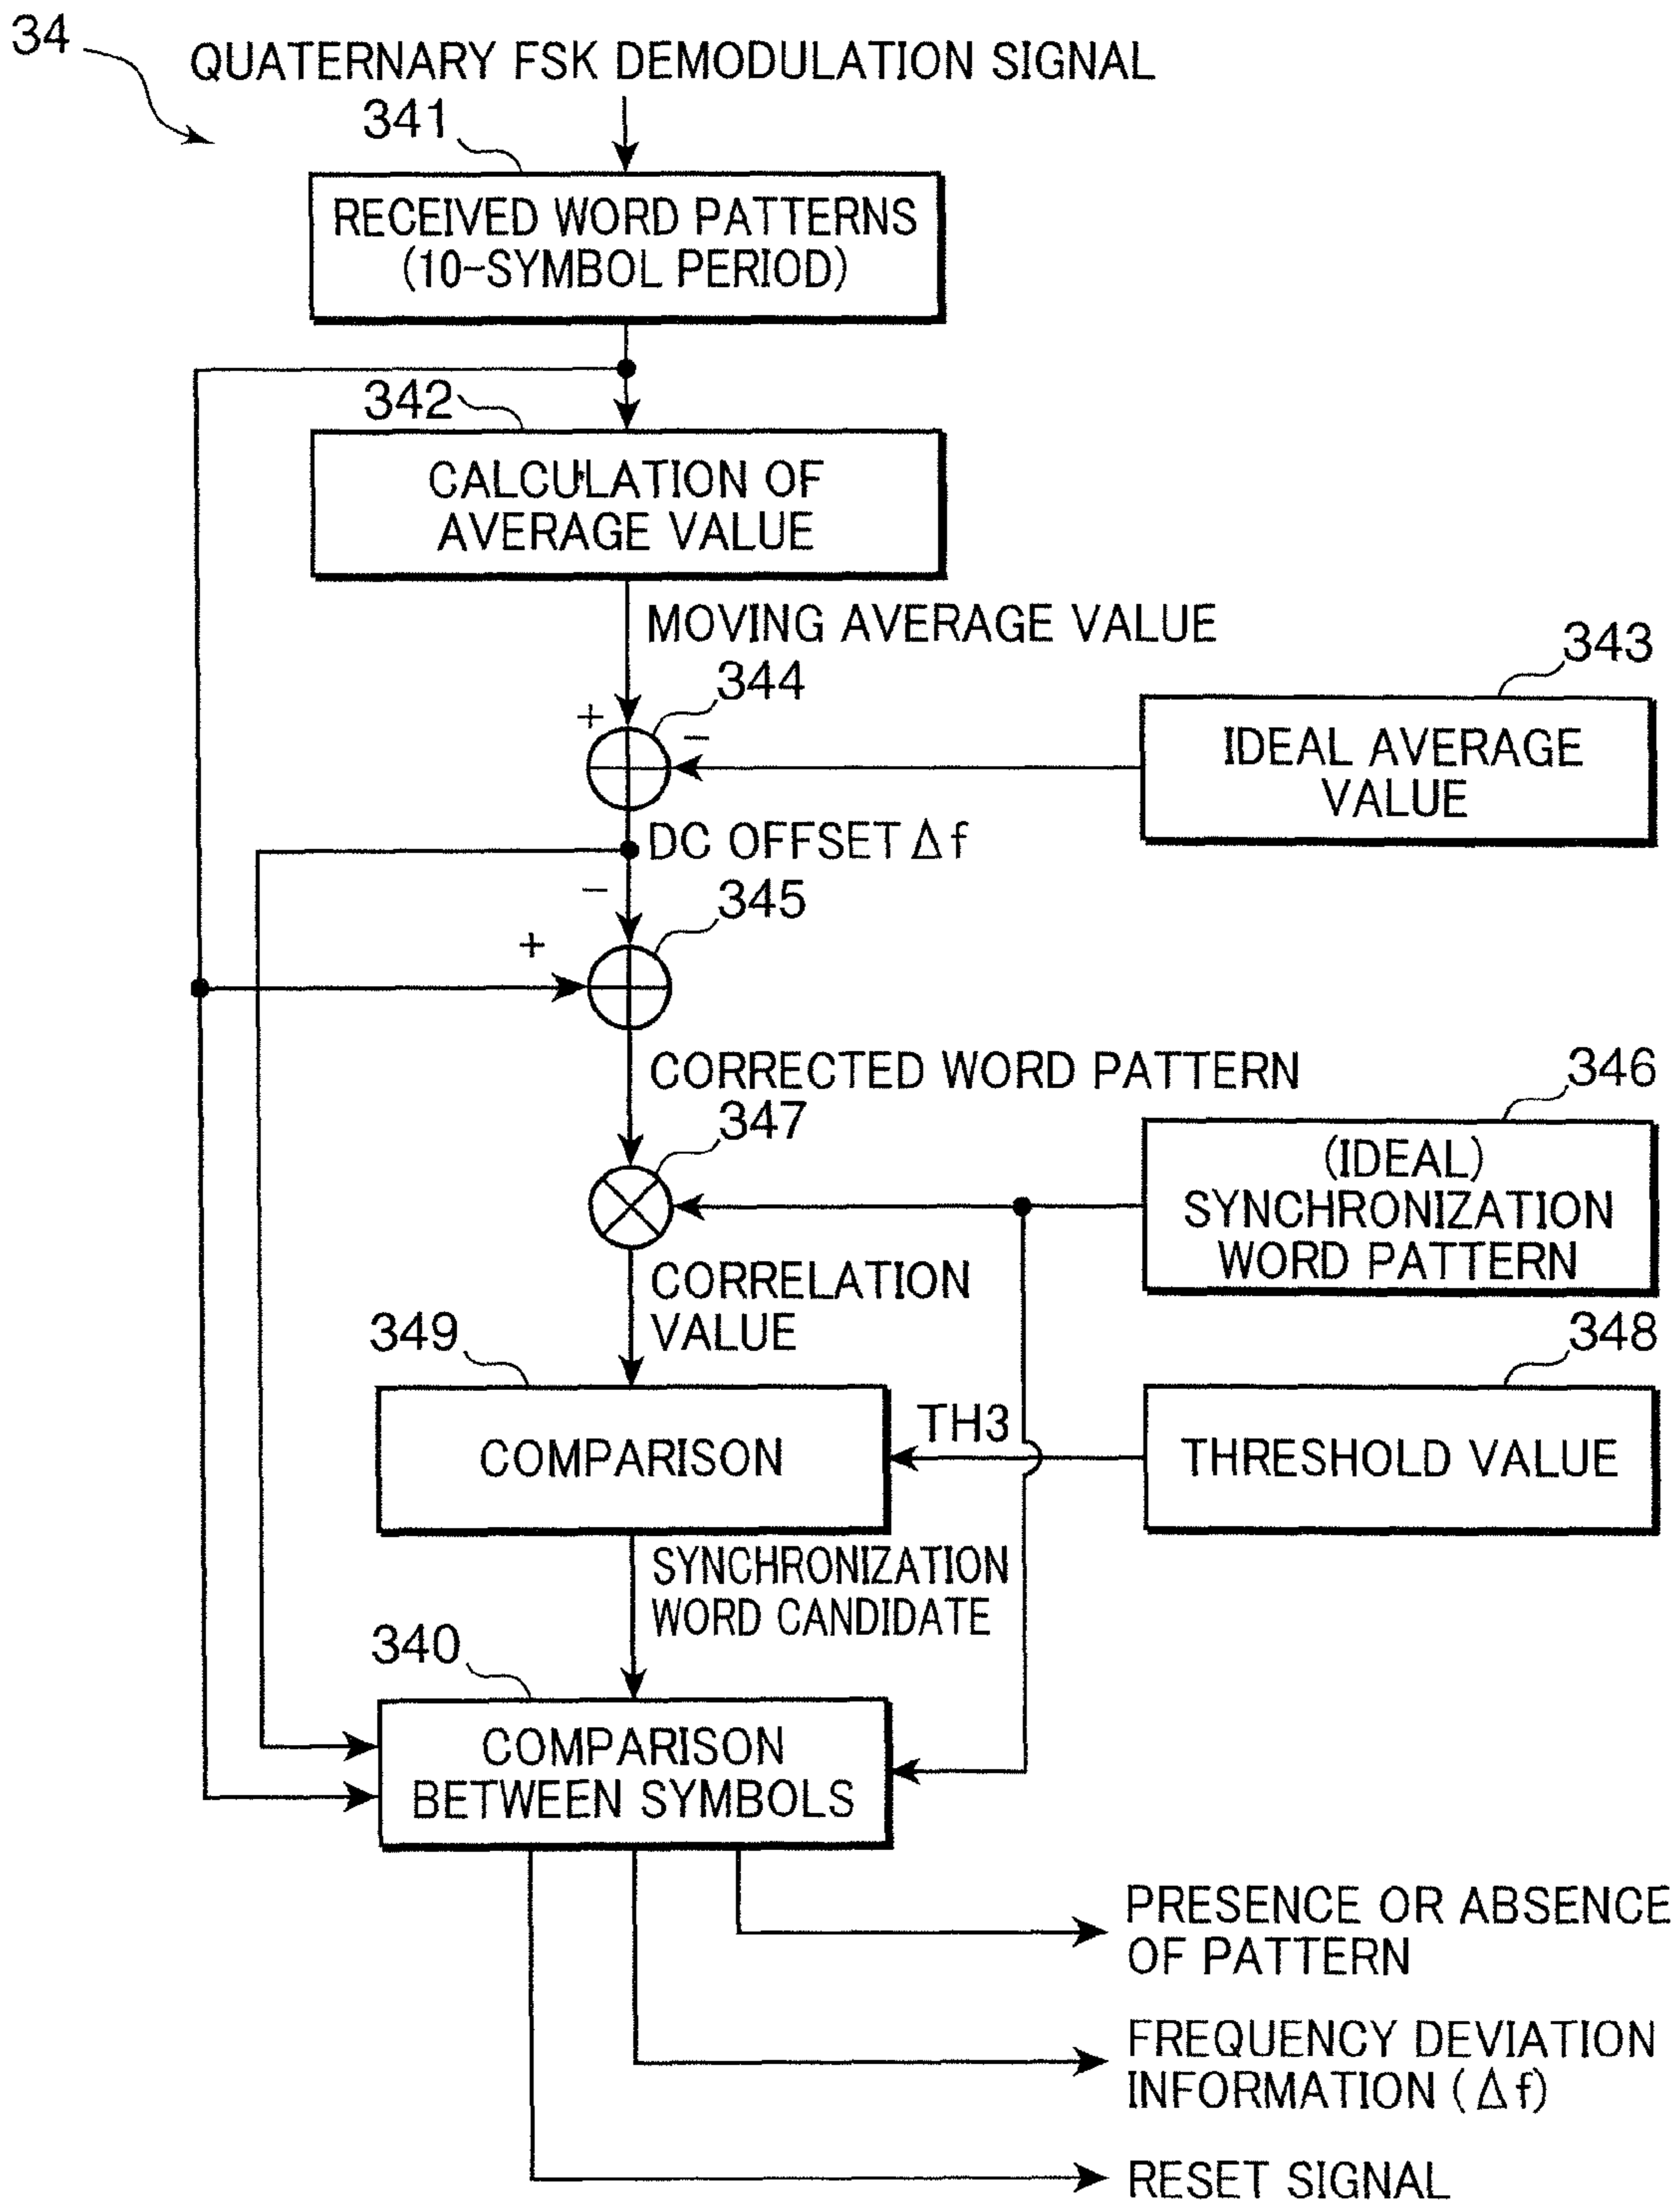 34
QUATERNARY FSK DEMODULATION SIGNAL
341
RECEIVED WORD PATTERNS
(10-SYMBOL PERIOD)
342
CALCULATION OF
AVERAGE VALUE
MOVING AVERAGE VALUE
343
344
+
−
IDEAL AVERAGE
VALUE
DC OFFSET Δf
−
345
+
CORRECTED WORD PATTERN
346
347
(IDEAL)
SYNCHRONIZATION
WORD PATTERN
CORRELATION
VALUE
349
348
TH3
COMPARISON
THRESHOLD VALUE
SYNCHRONIZATION
WORD CANDIDATE
340
COMPARISON
BETWEEN SYMBOLS
PRESENCE OR ABSENCE
OF PATTERN
FREQUENCY DEVIATION
INFORMATION (Δf)
RESET SIGNAL